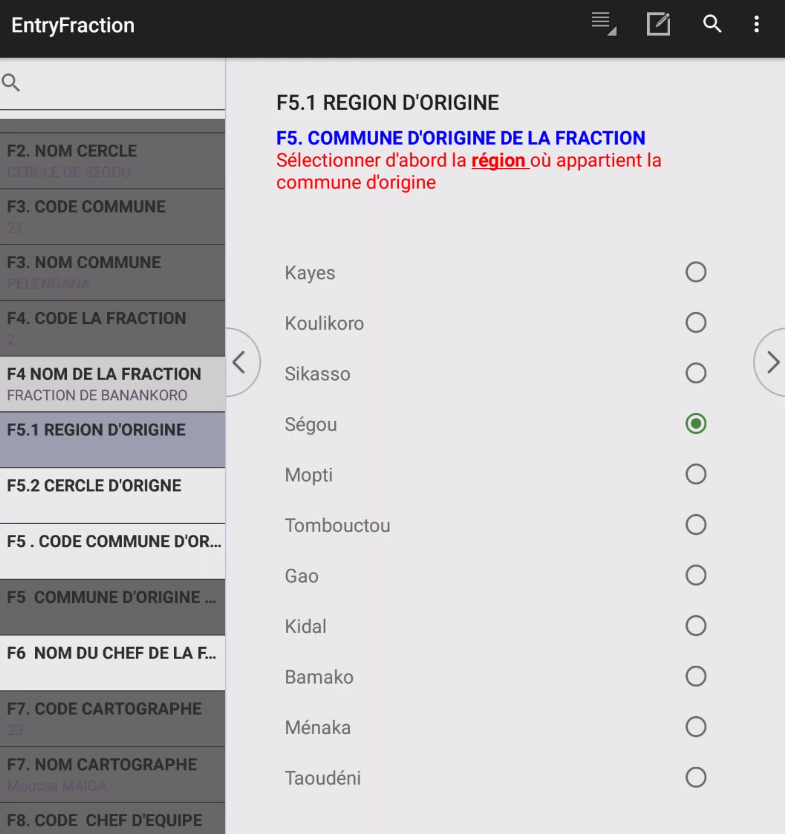 EntryFraction
F2. NOM CERCLE
CERCLE DE SEGOU
F3. CODE COMMUNE
21
F3. NOM COMMUNE
PELENGANA
F4. CODE LA FRACTION
2
F4 NOM DE LA FRACTION
FRACTION DE BANANKORO
F5.1 REGION D'ORIGINE
F5.2 CERCLE D'ORIGNE
F5 . CODE COMMUNE D'OR...
F5 COMMUNE D'ORIGINE ...
F6 NOM DU CHEF DE LA F...
F7. CODE CARTOGRAPHE
23
F7. NOM CARTOGRAPHE
Moussa MAIGA
F8. CODE CHEF D'EQUIPE
F5.1 REGION D'ORIGINE
F5. COMMUNE D'ORIGINE DE LA FRACTION
Sélectionner d'abord la région où appartient la
commune d'origine
Kayes
Koulikoro
Sikasso
Ségou
Mopti
Tombouctou
Gao
Kidal
Bamako
Ménaka
Taoudéni